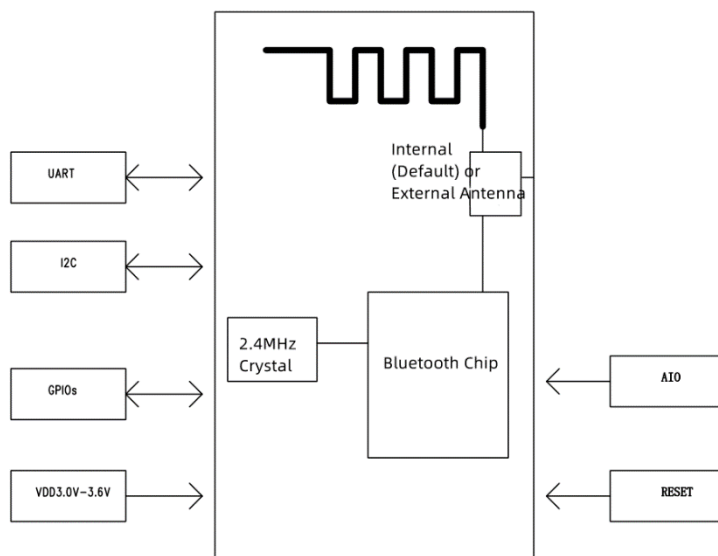 Internal
(Default) or
External Antenna
UART
I2C
2.4MHz
Crystal
Bluetooth Chip
GPIOs
AIO
VDD3.0V-3.6V
RESET